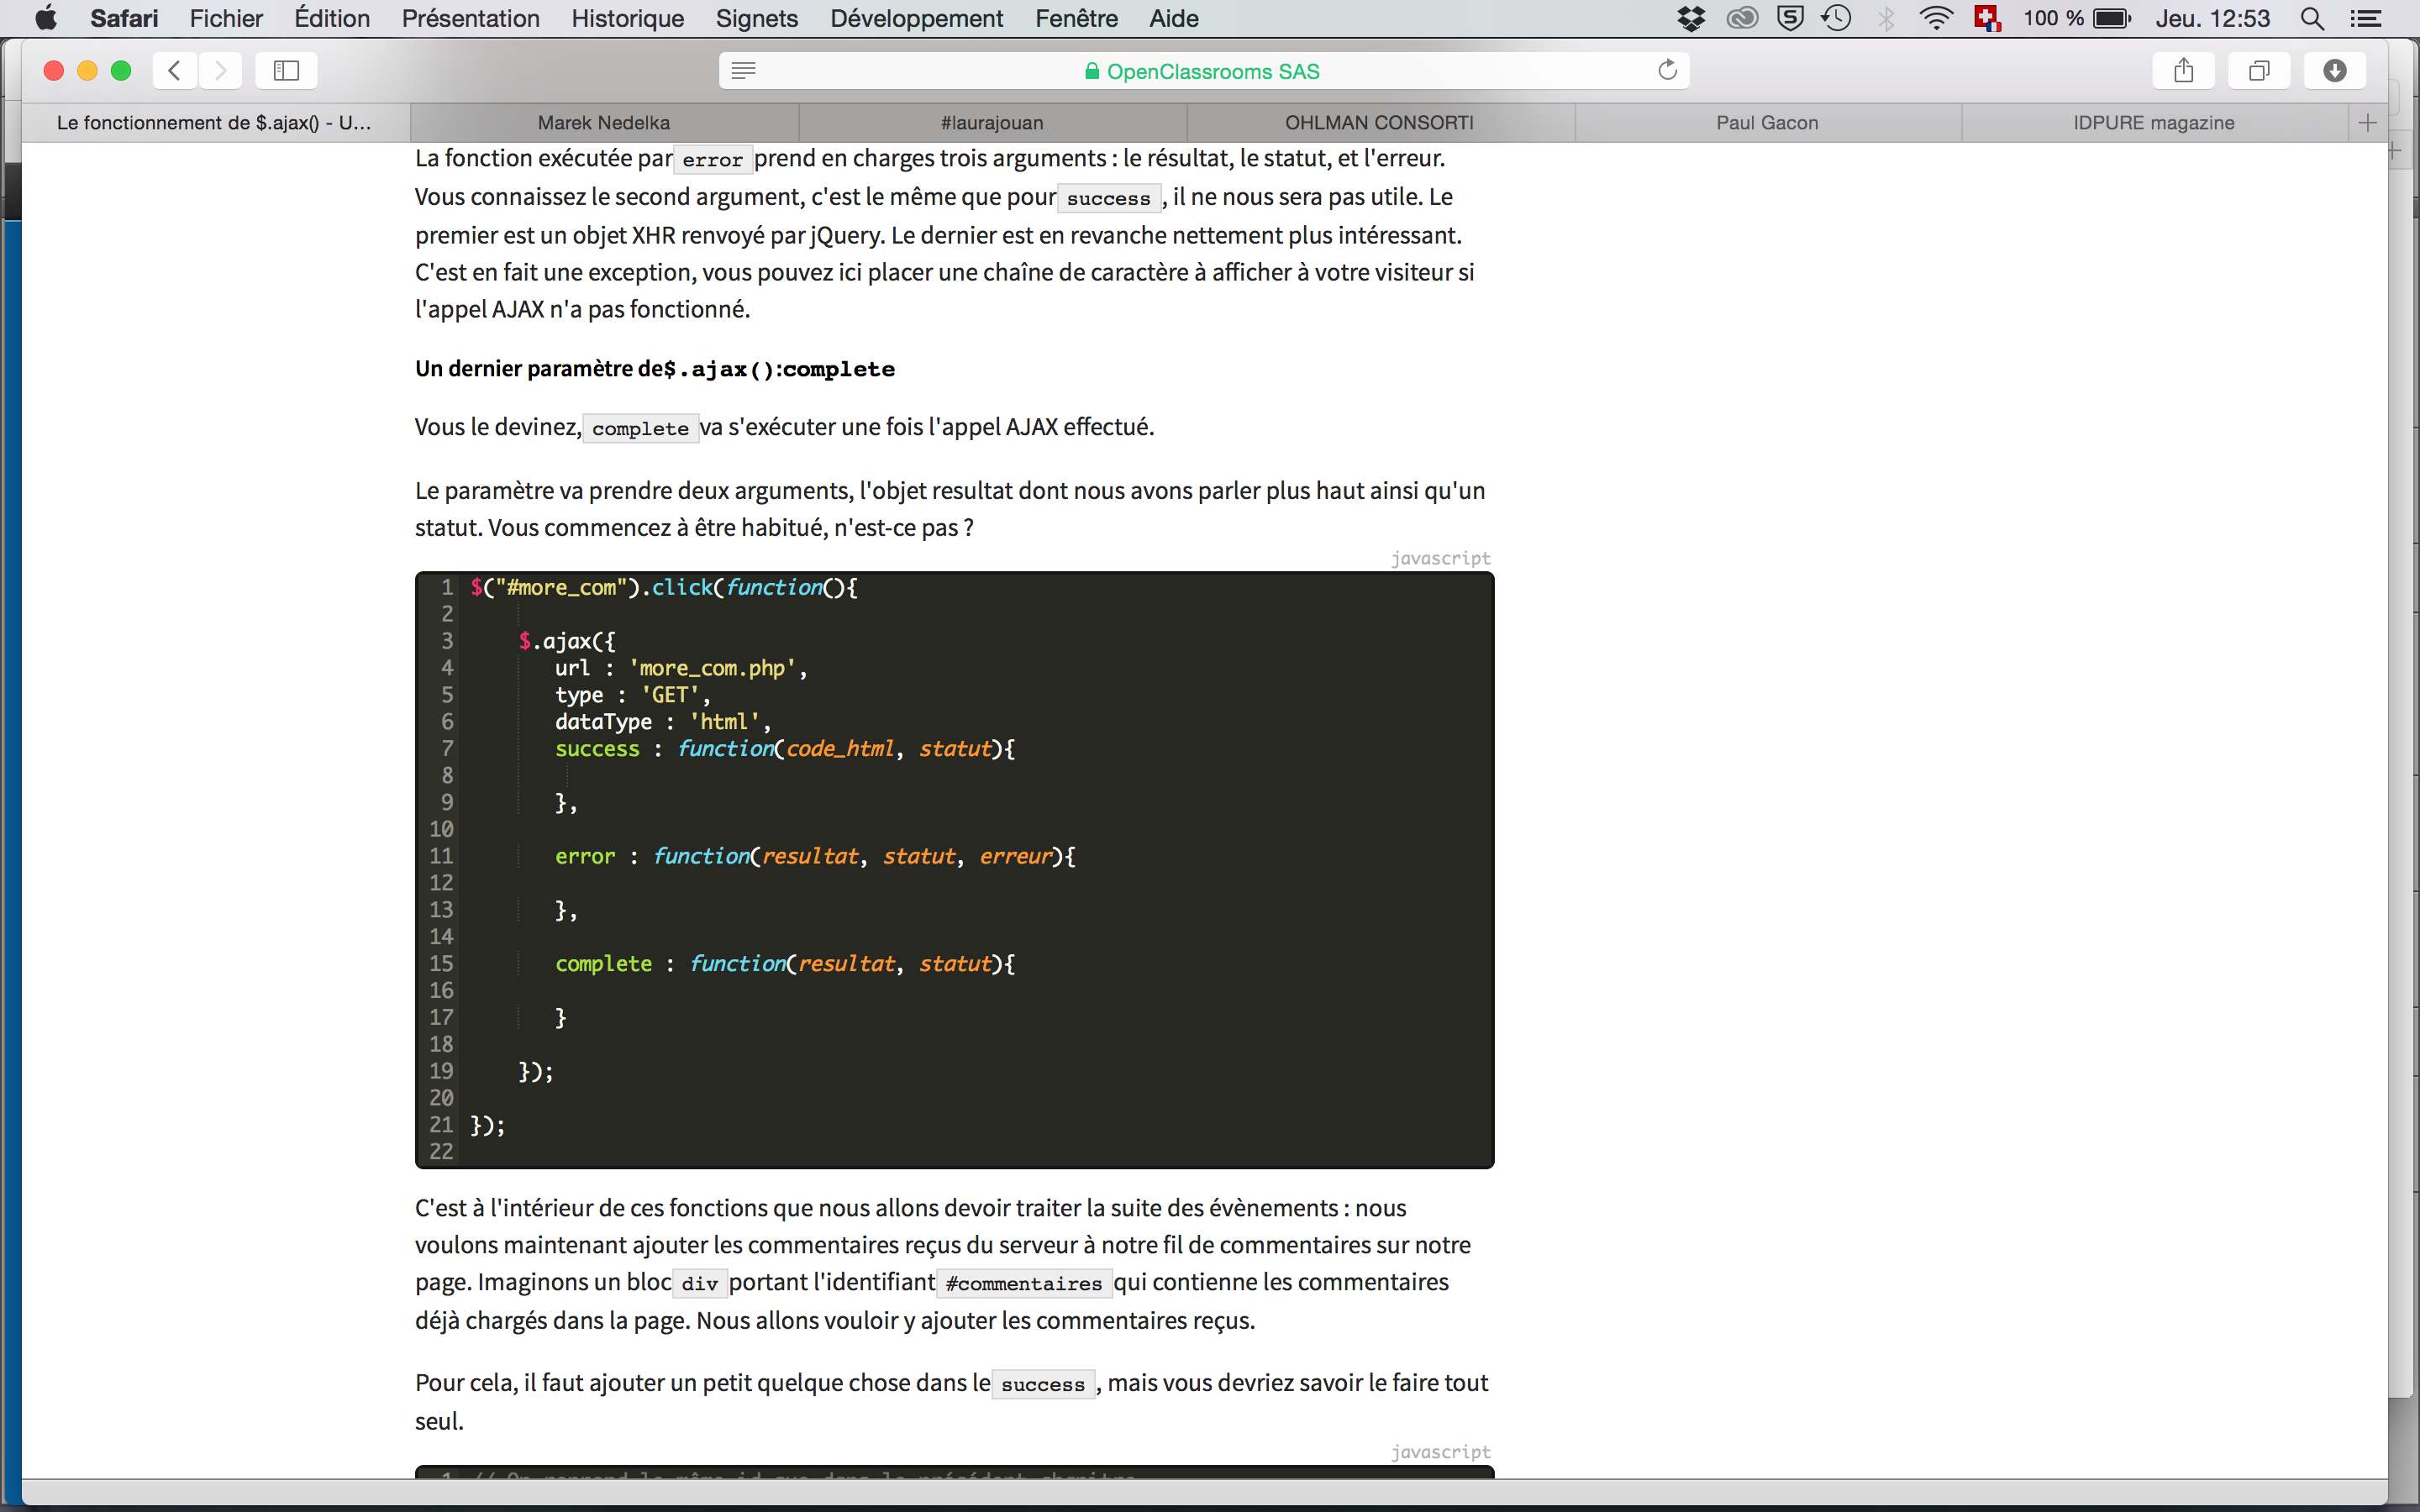 Safari Fichier Édition Présentation Historique Signets Développement Fenêtre Aide 100 % Jeu. 12:53
OpenClassrooms SAS
Le fonctionnement de $.ajax() - U... Marek Nedelka #laurajouan OHLMAN CONSORTI Paul Gacon IDPURE magazine
La fonction exécutée par error prend en charges trois arguments : le résultat, le statut, et l'erreur.
Vous connaissez le second argument, c'est le même que pour success , il ne nous sera pas utile. Le
premier est un objet XHR renvoyé par jQuery. Le dernier est en revanche nettement plus intéressant.
C'est en fait une exception, vous pouvez ici placer une chaîne de caractère à afficher à votre visiteur si
l'appel AJAX n'a pas fonctionné.
Un dernier paramètre de$.ajax():complete
Vous le devinez, complete va s'exécuter une fois l'appel AJAX effectué.
Le paramètre va prendre deux arguments, l'objet resultat dont nous avons parler plus haut ainsi qu'un
statut. Vous commencez à être habitué, n'est-ce pas ?
javascript
1 $("#more_com").click(function(){
2
3 $.ajax({
4 url : 'more_com.php',
5 type : 'GET',
6 dataType : 'html',
7 success : function(code_html, statut){
8
9 },
10
11 error : function(resultat, statut, erreur){
12
13 },
14
15 complete : function(resultat, statut){
16
17 }
18
19 });
20
21 });
22
C'est à l'intérieur de ces fonctions que nous allons devoir traiter la suite des évènements : nous
voulons maintenant ajouter les commentaires reçus du serveur à notre fil de commentaires sur notre
page. Imaginons un bloc div portant l'identifiant #commentaires qui contienne les commentaires
déjà chargés dans la page. Nous allons vouloir y ajouter les commentaires reçus.
Pour cela, il faut ajouter un petit quelque chose dans le success , mais vous devriez savoir le faire tout
seul.
javascript
1 // On reprend le même id que dans le précédent chapitre